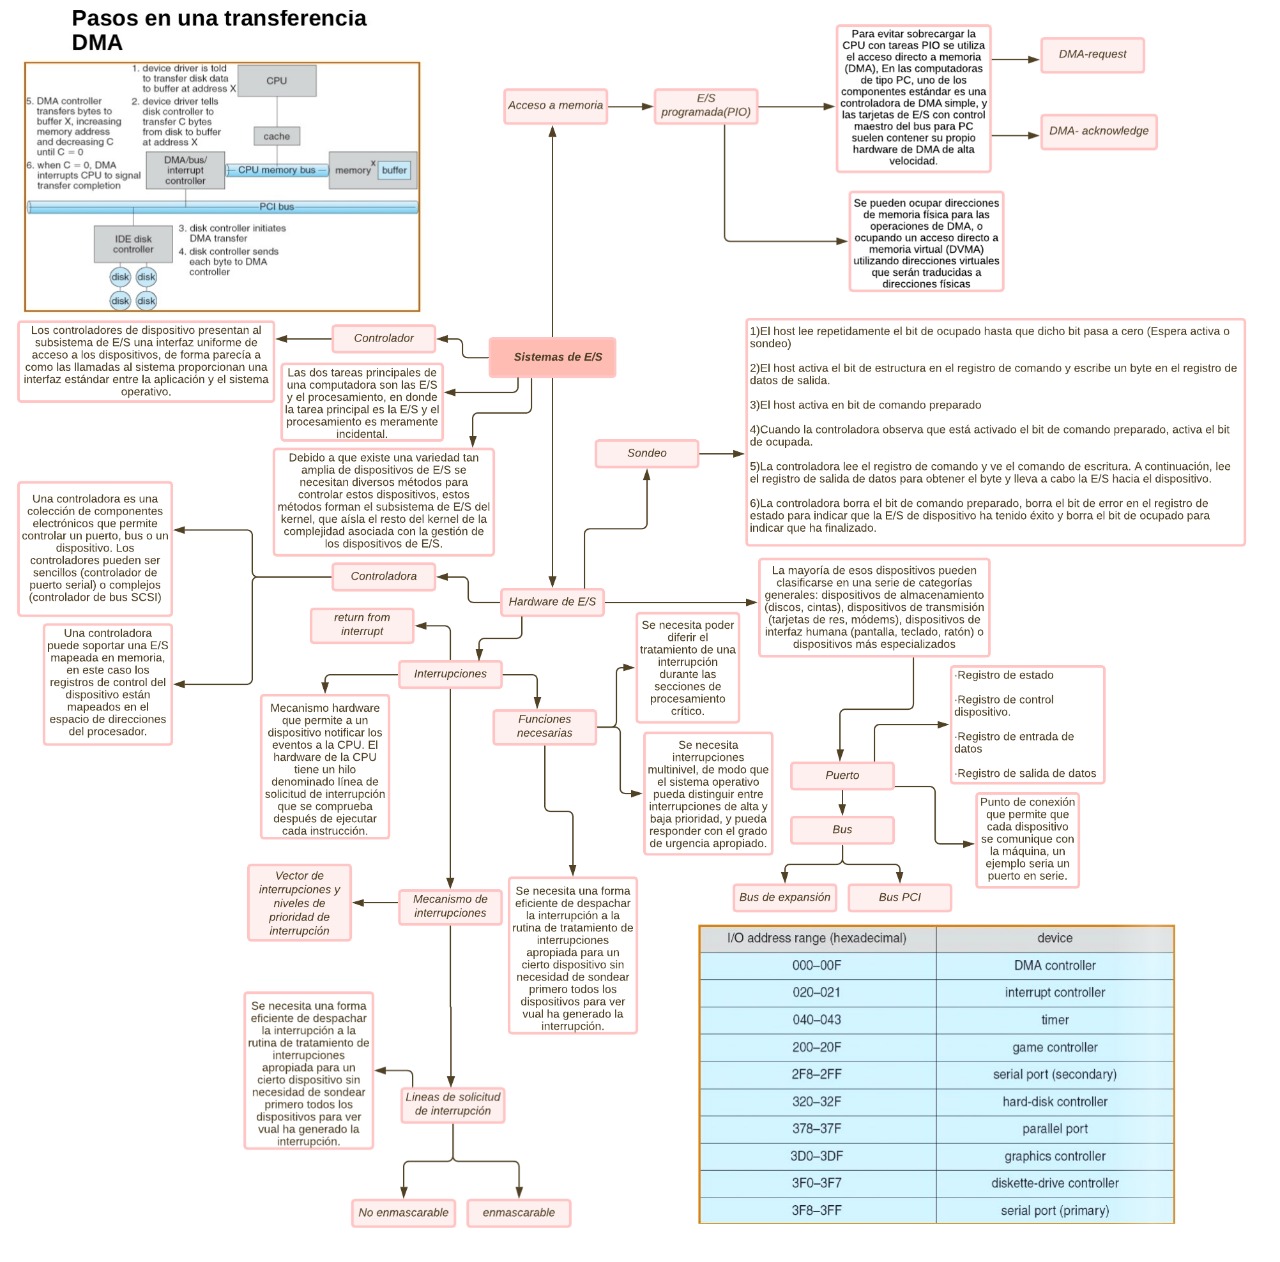 Pasos en una transferencia
DMA
1. device driver is told
to transfer disk data
to buffer at address X
2. device driver tells
disk controller to
transfer C bytes
from disk to buffer
at address X
5. DMA controller
transfers bytes to
buffer X, increasing
memory address
and decreasing C
until C = 0
6. when C = 0, DMA
interrupts CPU to signal
transfer completion
CPU
cache
DMA/bus/
interrupt
controller
CPU memory bus
memory
X
buffer
PCI bus
IDE disk
controller
3. disk controller initiates
DMA transfer
4. disk controller sends
each byte to DMA
controller
disk
disk
disk
disk
Acceso a memoria
E/S
programada(PIO)
Para evitar sobrecargar la
CPU con tareas PIO se utiliza
el acceso directo a memoria
(DMA), En las computadoras
de tipo PC, uno de los
componentes estándar es una
controladora de DMA simple, y
las tarjetas de E/S con control
maestro del bus para PC
suelen contener su propio
hardware de DMA de alta
velocidad.
DMA-request
DMA- acknowledge
Se pueden ocupar direcciones
de memoria física para las
operaciones de DMA, o
ocupando un acceso directo a
memoria virtual (DVMA)
utilizando direcciones virtuales
que serán traducidas a
direcciones físicas
Los controladores de dispositivo presentan al
subsistema de E/S una interfaz uniforme de
acceso a los dispositivos, de forma parecía a
como las llamadas al sistema proporcionan una
interfaz estándar entre la aplicación y el sistema
operativo.
Controlador
Sistemas de E/S
Las dos tareas principales de
una computadora son las E/S
y el procesamiento, en donde
la tarea principal es la E/S y el
procesamiento es meramente
incidental.
Debido a que existe una variedad tan
amplia de dispositivos de E/S se
necesitan diversos métodos para
controlar estos dispositivos, estos
métodos forman el subsistema de E/S del
kernel, que aísla el resto del kernel de la
complejidad asociada con la gestión de
los dispositivos de E/S.
Sondeo
1)El host lee repetidamente el bit de ocupado hasta que dicho bit pasa a cero (Espera activa o
sondeo)
2)El host activa el bit de estructura en el registro de comando y escribe un byte en el registro de
datos de salida.
3)El host activa en bit de comando preparado
4)Cuando la controladora observa que está activado el bit de comando preparado, activa el bit
de ocupada.
5)La controladora lee el registro de comando y ve el comando de escritura. A continuación, lee
el registro de salida de datos para obtener el byte y lleva a cabo la E/S hacia el dispositivo.
6)La controladora borra el bit de comando preparado, borra el bit de error en el registro de
estado para indicar que la E/S de dispositivo ha tenido éxito y borra el bit de ocupado para
indicar que ha finalizado.
Una controladora es una
colección de componentes
electrónicos que permite
controlar un puerto, bus o un
dispositivo. Los
controladores pueden ser
sencillos (controlador de
puerto serial) o complejos
(controlador de bus SCSI)
Controladora
Hardware de E/S
Una controladora
puede soportar una E/S
mapeada en memoria,
en este caso los
registros de control del
dispositivo están
mapeados en el
espacio de direcciones
del procesador.
La mayoría de esos dispositivos pueden
clasificarse en una serie de categorías
generales: dispositivos de almacenamiento
(discos, cintas), dispositivos de transmisión
(tarjetas de res, módems), dispositivos de
interfaz humana (pantalla, teclado, ratón) o
dispositivos más especializados
return from
interrupt
Interrupciones
Mecanismo hardware
que permite a un
dispositivo notificar los
eventos a la CPU. El
hardware de la CPU
tiene un hilo
denominado línea de
solicitud de interrupción
que se comprueba
después de ejecutar
cada instrucción.
Funciones
necesarias
Se necesita poder
diferir el
tratamiento de una
interrupción
durante las
secciones de
procesamiento
crítico.
Se necesita
interrupciones
multinivel, de modo que
el sistema operativo
pueda distinguir entre
interrupciones de alta y
baja prioridad, y pueda
responder con el grado
de urgencia apropiado.
·Registro de estado
·Registro de control
dispositivo.
·Registro de entrada de
datos
·Registro de salida de datos
Puerto
Punto de conexión
que permite que
cada dispositivo
se comunique con
la máquina, un
ejemplo seria un
puerto en serie.
Bus
Bus de expansión
Bus PCI
Vector de
interrupciones y
niveles de
prioridad de
interrupción
Mecanismo de
interrupciones
Se necesita una forma
eficiente de despachar
la interrupción a la
rutina de tratamiento de
interrupciones
apropiada para un
cierto dispositivo sin
necesidad de sondear
primero todos los
dispositivos para ver
vual ha generado la
interrupción.
Se necesita una forma
eficiente de despachar
la interrupción a la
rutina de tratamiento de
interrupciones
apropiada para un
cierto dispositivo sin
necesidad de sondear
primero todos los
dispositivos para ver
vual ha generado la
interrupción.
Lineas de solicitud
de interrupción
No enmascarable
enmascarable
I/O address range (hexadecimal) device
000–00F DMA controller
020–021 interrupt controller
040–043 timer
200–20F game controller
2F8–2FF serial port (secondary)
320–32F hard-disk controller
378–37F parallel port
3D0–3DF graphics controller
3F0–3F7 diskette-drive controller
3F8–3FF serial port (primary)